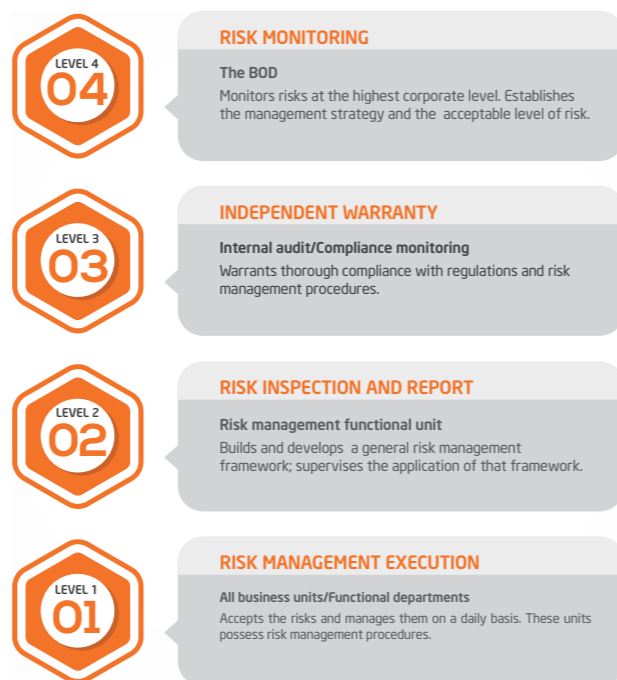 LEVEL 4
04
RISK MONITORING
The BOD
Monitors risks at the highest corporate level. Establishes
the management strategy and the acceptable level of risk.
LEVEL 3
03
INDEPENDENT WARRANTY
Internal audit/Compliance monitoring
Warrants thorough compliance with regulations and risk
management procedures.
LEVEL 2
02
RISK INSPECTION AND REPORT
Risk management functional unit
Builds and develops a general risk management
framework; supervises the application of that framework.
LEVEL 1
01
RISK MANAGEMENT EXECUTION
All business units/Functional departments
Accepts the risks and manages them on a daily basis. These units
possess risk management procedures.